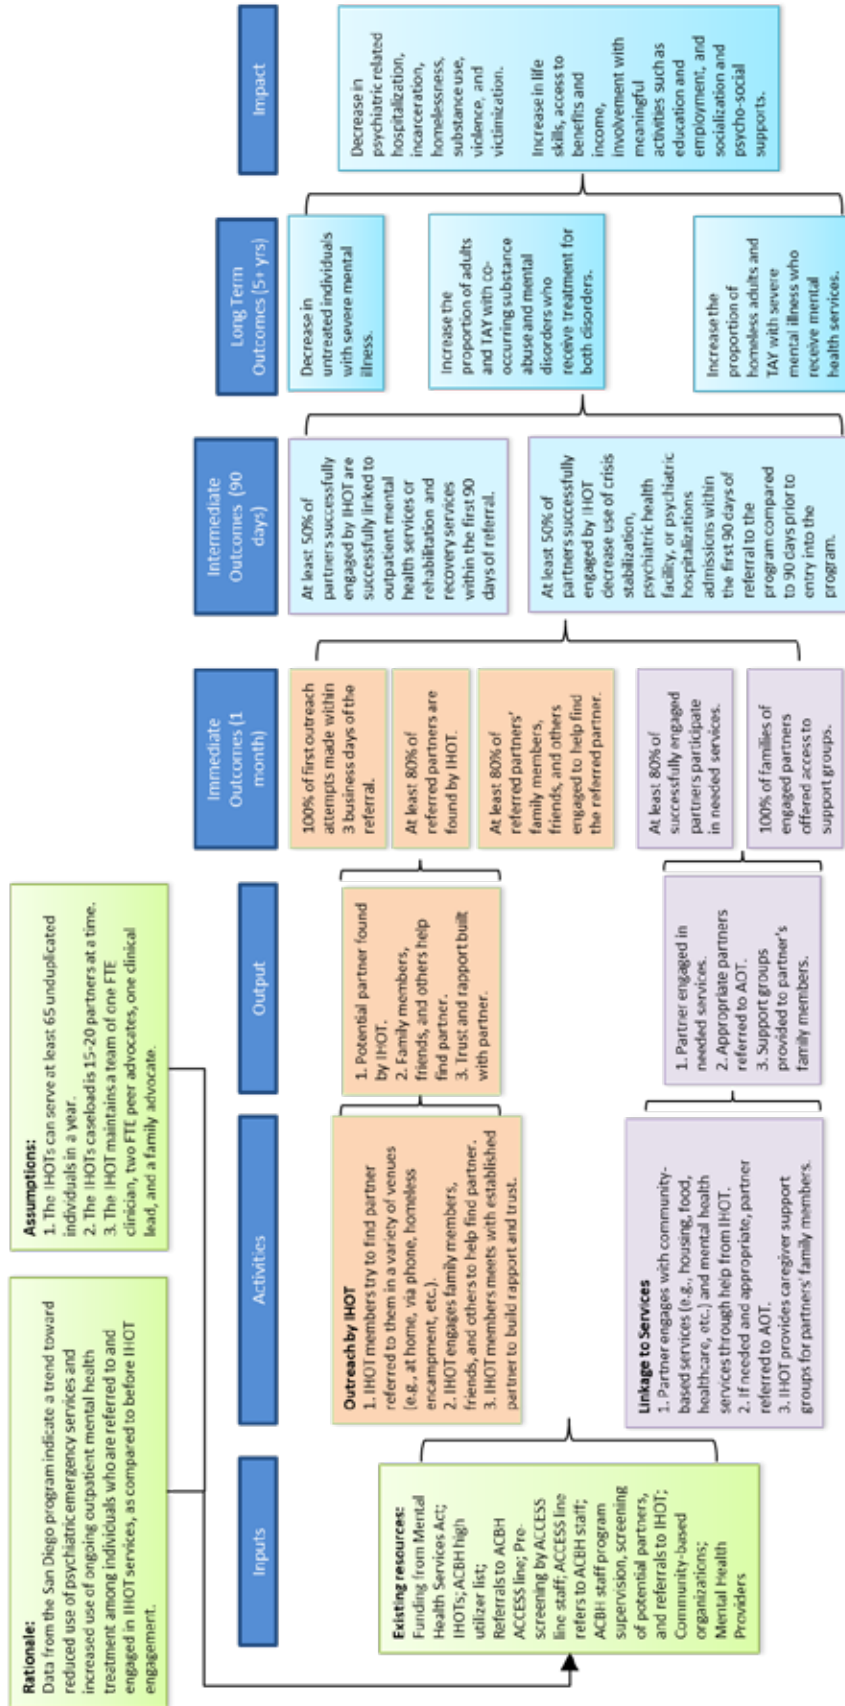 Rationale:
Data from the San Diego program indicate a trend toward
reduced use of psychiatric emergency services and
increased use of ongoing outpatient mental health
treatment among individuals who are referred to and
engaged in IHOT services, as compared to before IHOT
engagement.
Assumptions:
1. The IHOTs can serve at least 65 unduplicated
individuals in a year.
2. The IHOTs caseload is 15-20 partners at a time.
3. The IHOT maintains a team of one FTE
clinician, two FTE peer advocates, one clinical
lead, and a family advocate.
Inputs
Activities
Output
Immediate
Outcomes (1
month)
Intermediate
Outcomes (90
days)
Long Term
Outcomes (5+ yrs)
Impact
Existing resources:
Funding from Mental
Health Services Act;
IHOTs; ACBH high
utilizer list;
Referrals to ACBH
ACCESS line; Pre-
screening by ACCESS
line staff; ACCESS line
refers to ACBH staff;
ACBH staff program
supervision, screening
of potential partners,
and referrals to IHOT;
Community-based
organizations;
Mental Health
Providers
Outreach by IHOT
1. IHOT members try to find partner
referred to them in a variety of venues
(e.g., at home, via phone, homeless
encampment, etc.).
2. IHOT engages family members,
friends, and others to help find partner.
3. IHOT members meets with established
partner to build rapport and trust.
Linkage to Services
1. Partner engages with community-
based services (e.g., housing, food,
healthcare, etc.) and mental health
services through help from IHOT.
2. If needed and appropriate, partner
referred to AOT.
3. IHOT provides caregiver support
groups for partners' family members.
1. Potential partner found
by IHOT.
2. Family members,
friends, and others help
find partner.
3. Trust and rapport built
with partner.
1. Partner engaged in
needed services.
2. Appropriate partners
referred to AOT.
3. Support groups
provided to partner's
family members.
100% of first outreach
attempts made within
3 business days of the
referral.
At least 80% of
referred partners are
found by IHOT.
At least 80% of
referred partners'
family members,
friends, and others
engaged to help find
the referred partner.
At least 80% of
successfully engaged
partners participate
in needed services.
100% of families of
engaged partners
offered access to
support groups.
At least 50% of
partners successfully
engaged by IHOT are
successfully linked to
outpatient mental
health services or
rehabilitation and
recovery services
within the first 90
days of referral.
At least 50% of
partners successfully
engaged by IHOT
decrease use of crisis
stabilization,
psychiatric health
facility, or psychiatric
hospitalizations
admissions within
the first 90 days of
referral to the
program compared
to 90 days prior to
entry into the
program.
Decrease in
untreated individuals
with severe mental
illness.
Increase the
proportion of adults
and TAY with co-
occurring substance
abuse and mental
disorders who
receive treatment for
both disorders.
Increase the
proportion of
homeless adults and
TAY with severe
mental illness who
receive mental
health services.
Decrease in
psychiatric related
hospitalization,
incarceration,
homelessness,
substance use,
violence, and
victimization.
Increase in life
skills, access to
benefits and
income,
involvement with
meaningful
activities such as
education and
employment, and
socialization and
psycho-social
supports.